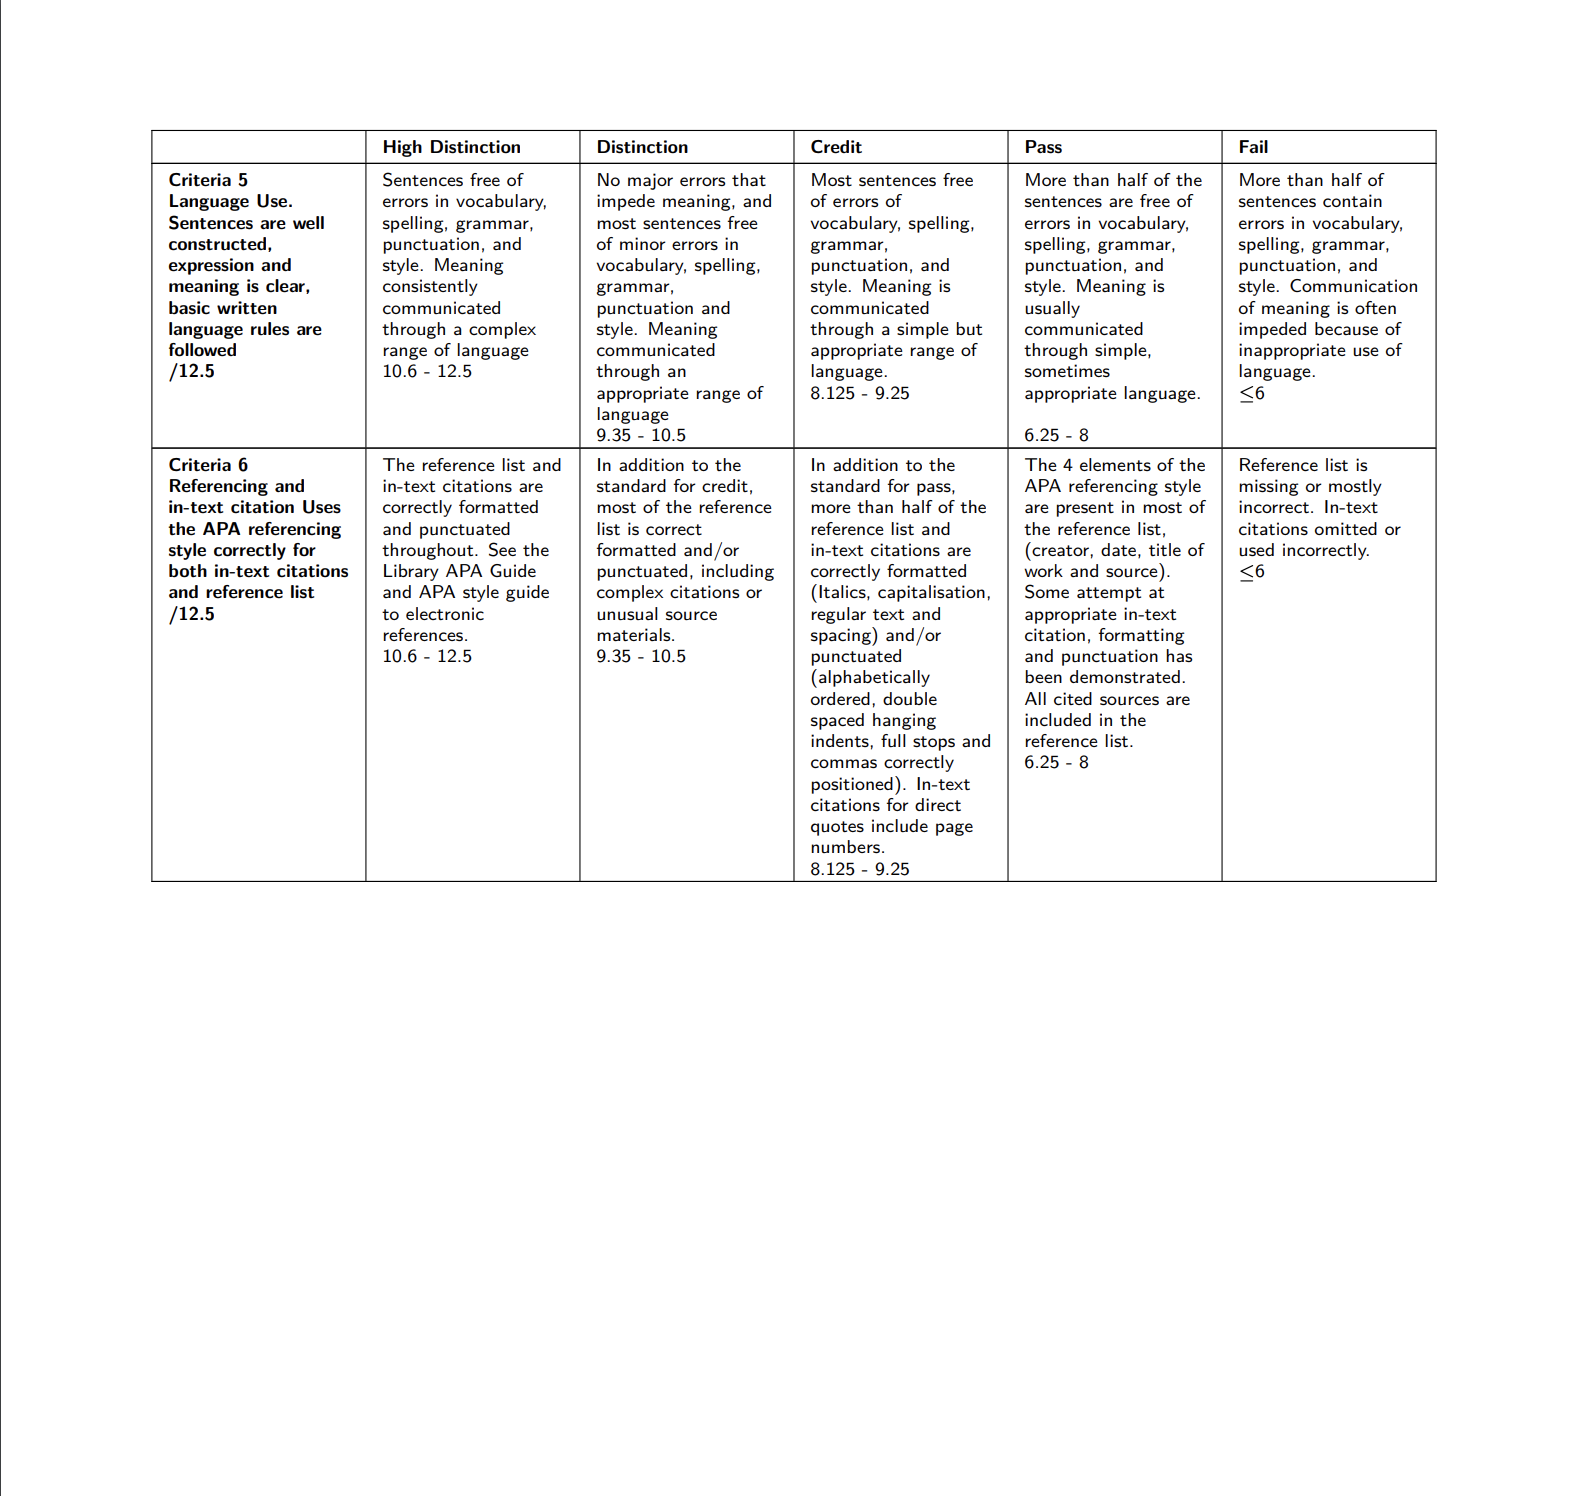 High Distinction
Distinction
Credit
Pass
Fail
Criteria 5
Language Use.
Sentences are well
constructed,
expression and
meaning is clear,
basic written
language rules are
followed
/12.5
Sentences free of
errors in vocabulary,
spelling, grammar,
punctuation, and
style. Meaning
consistently
communicated
through a complex
range of language
10.6 - 12.5
No major errors that
impede meaning, and
most sentences free
of minor errors in
vocabulary, spelling,
grammar,
punctuation and
style. Meaning
communicated
through an
appropriate range of
language
9.35 - 10.5
Most sentences free
of errors of
vocabulary, spelling,
grammar,
punctuation, and
style. Meaning is
communicated
through a simple but
appropriate range of
language.
8.125 - 9.25
More than half of the
sentences are free of
errors in vocabulary,
spelling, grammar,
punctuation, and
style. Meaning is
usually
communicated
through simple,
sometimes
appropriate language.
6.25 - 8
More than half of
sentences contain
errors in vocabulary,
spelling, grammar,
punctuation, and
style. Communication
of meaning is often
impeded because of
inappropriate use of
language.
≤6
Criteria 6
Referencing and
in-text citation Uses
the APA referencing
style correctly for
both in-text citations
and reference list
/12.5
The reference list and
in-text citations are
correctly formatted
and punctuated
throughout. See the
Library APA Guide
and APA style guide
to electronic
references.
10.6 - 12.5
In addition to the
standard for credit,
most of the reference
list is correct
formatted and/or
punctuated, including
complex citations or
unusual source
materials.
9.35 - 10.5
In addition to the
standard for pass,
more than half of the
reference list and
in-text citations are
correctly formatted
(Italics, capitalisation,
regular text and
spacing) and/or
punctuated
(alphabetically
ordered, double
spaced hanging
indents, full stops and
commas correctly
positioned). In-text
citations for direct
quotes include page
numbers.
8.125 - 9.25
The 4 elements of the
APA referencing style
are present in most of
the reference list,
(creator, date, title of
work and source).
Some attempt at
appropriate in-text
citation, formatting
and punctuation has
been demonstrated.
All cited sources are
included in the
reference list.
6.25 - 8
Reference list is
missing or mostly
incorrect. In-text
citations omitted or
used incorrectly.
≤6